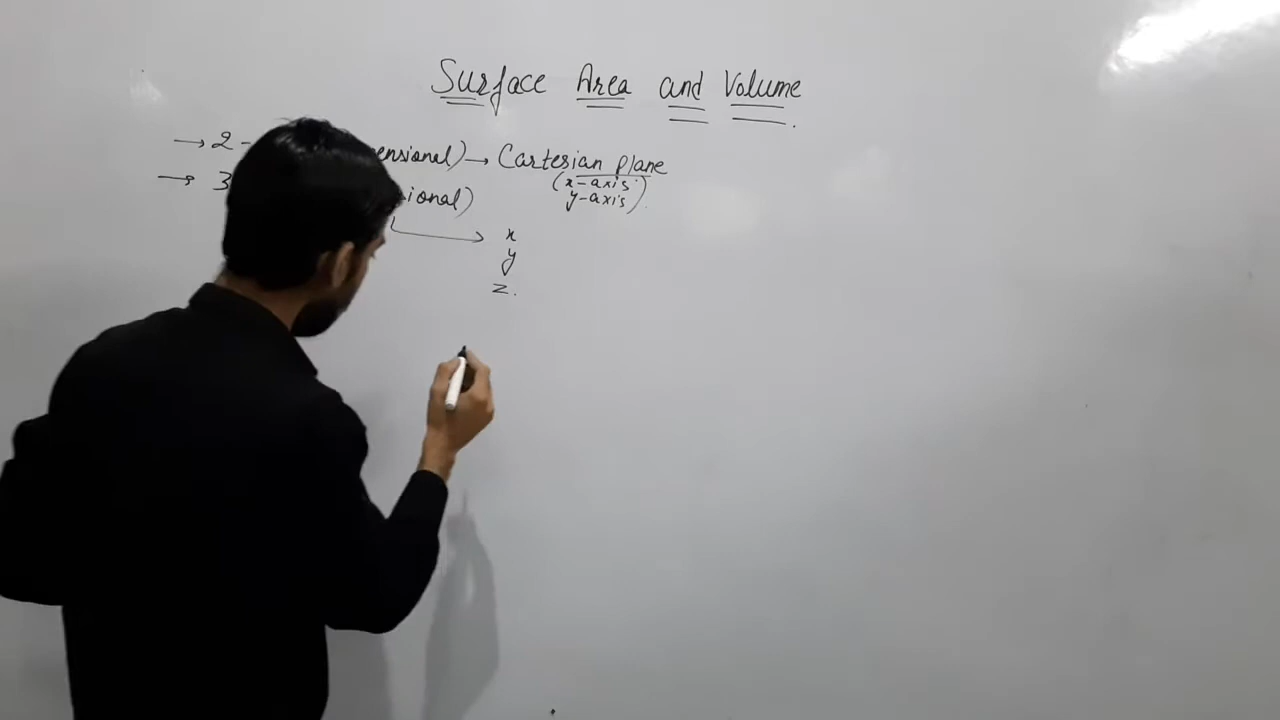 Surface Area and Volume.
→ 2- ensional) → Cartesian plane
(x-axis
y-axis).
→ 3 ional)
x
y
z.